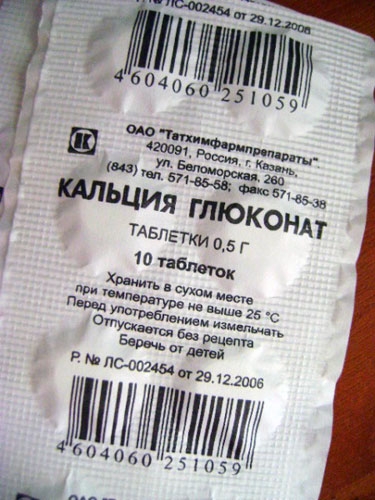 Р. № ЛС-002454 от 29.12.2006
4 604060 251059
ОАО "Татхимфармпрепараты"
420091, Россия, г. Казань,
ул. Беломорская, 260
(843) тел. 571-85-58; факс 571-85-38
КАЛЬЦИЯ ГЛЮКОНАТ
ТАБЛЕТКИ 0,5 Г
10 таблеток
Хранить в сухом месте
при температуре не выше 25 °С
Перед употреблением измельчать
Отпускается без рецепта
Беречь от детей
Р. № ЛС-002454 от 29.12.2006
4 604060 251059